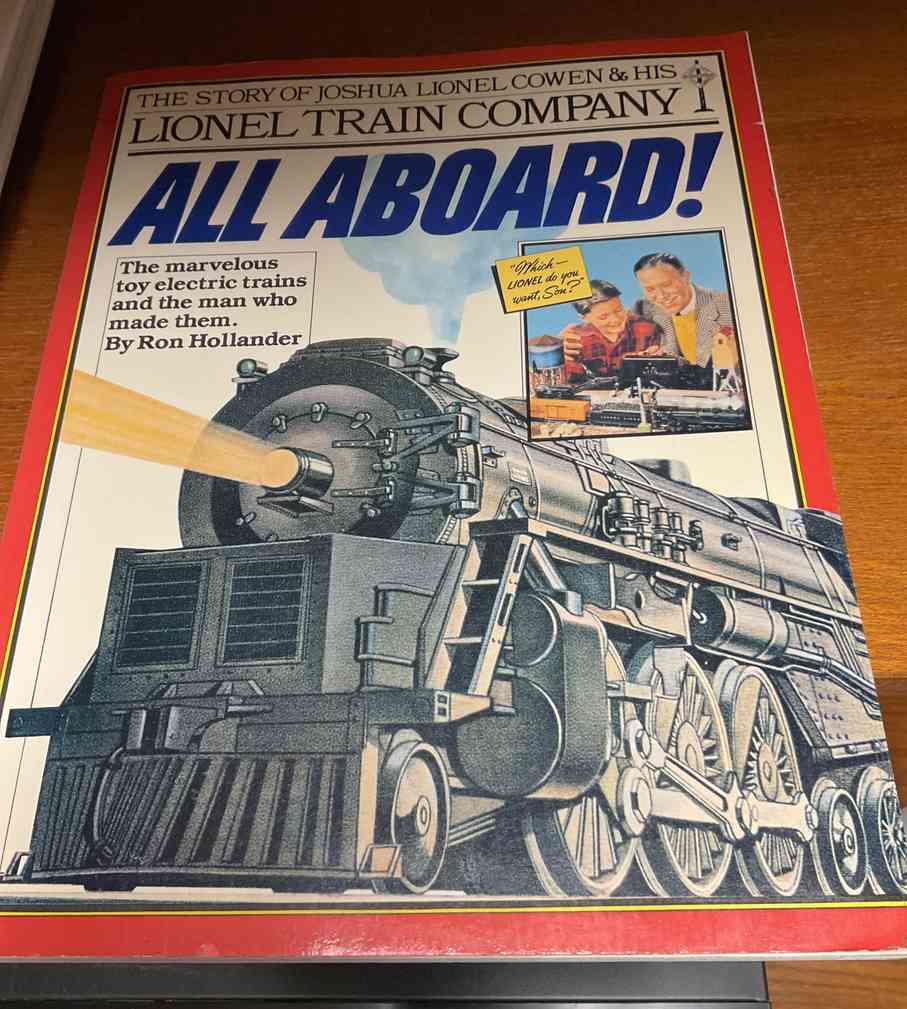 THE STORY OF JOSHUA LIONEL COWEN & HIS
LIONEL TRAIN COMPANY
ALL ABOARD!
The marvelous
toy electric trains
and the man who
made them.
By Ron Hollander
"Which—
LIONEL do you
want, Son?"